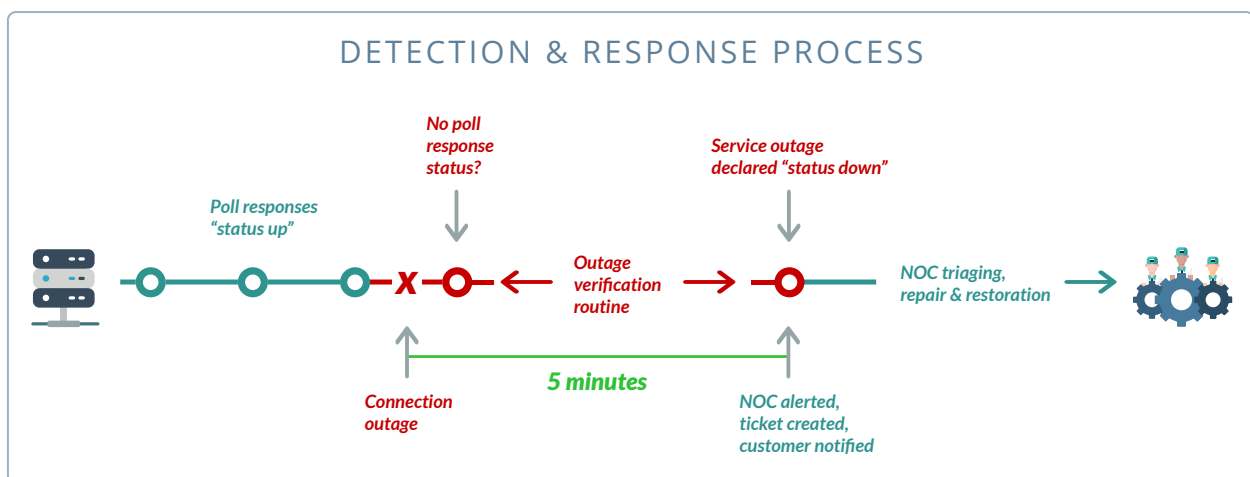 DETECTION & RESPONSE PROCESS
No poll
response
status?
Service outage
declared “status down”
Poll responses
“status up”
x
Outage
verification
routine
NOC triaging,
repair & restoration
5 minutes
Connection
outage
NOC alerted,
ticket created,
customer notified